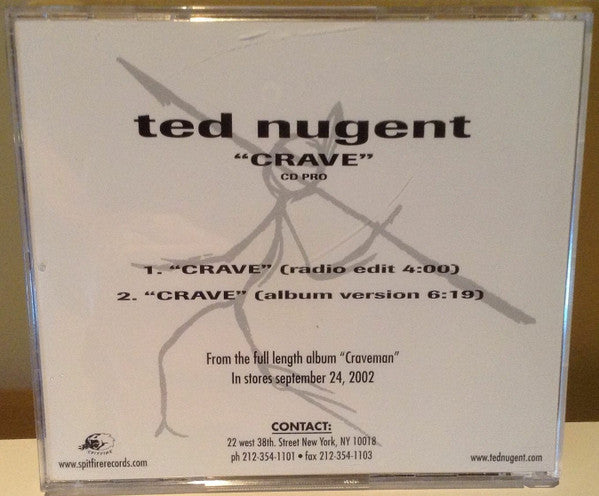 ted nugent
“CRAVE”
CD PRO
1. “CRAVE” (radio edit 4:00)
2. “CRAVE” (album version 6:19)
From the full length album “Craveman”
In stores september 24, 2002
CONTACT:
22 west 38th. Street New York, NY 10018
ph 212-354-1101 • fax 212-354-1103
SPITFIRE
www.spitfirerecords.com
www.tednugent.com